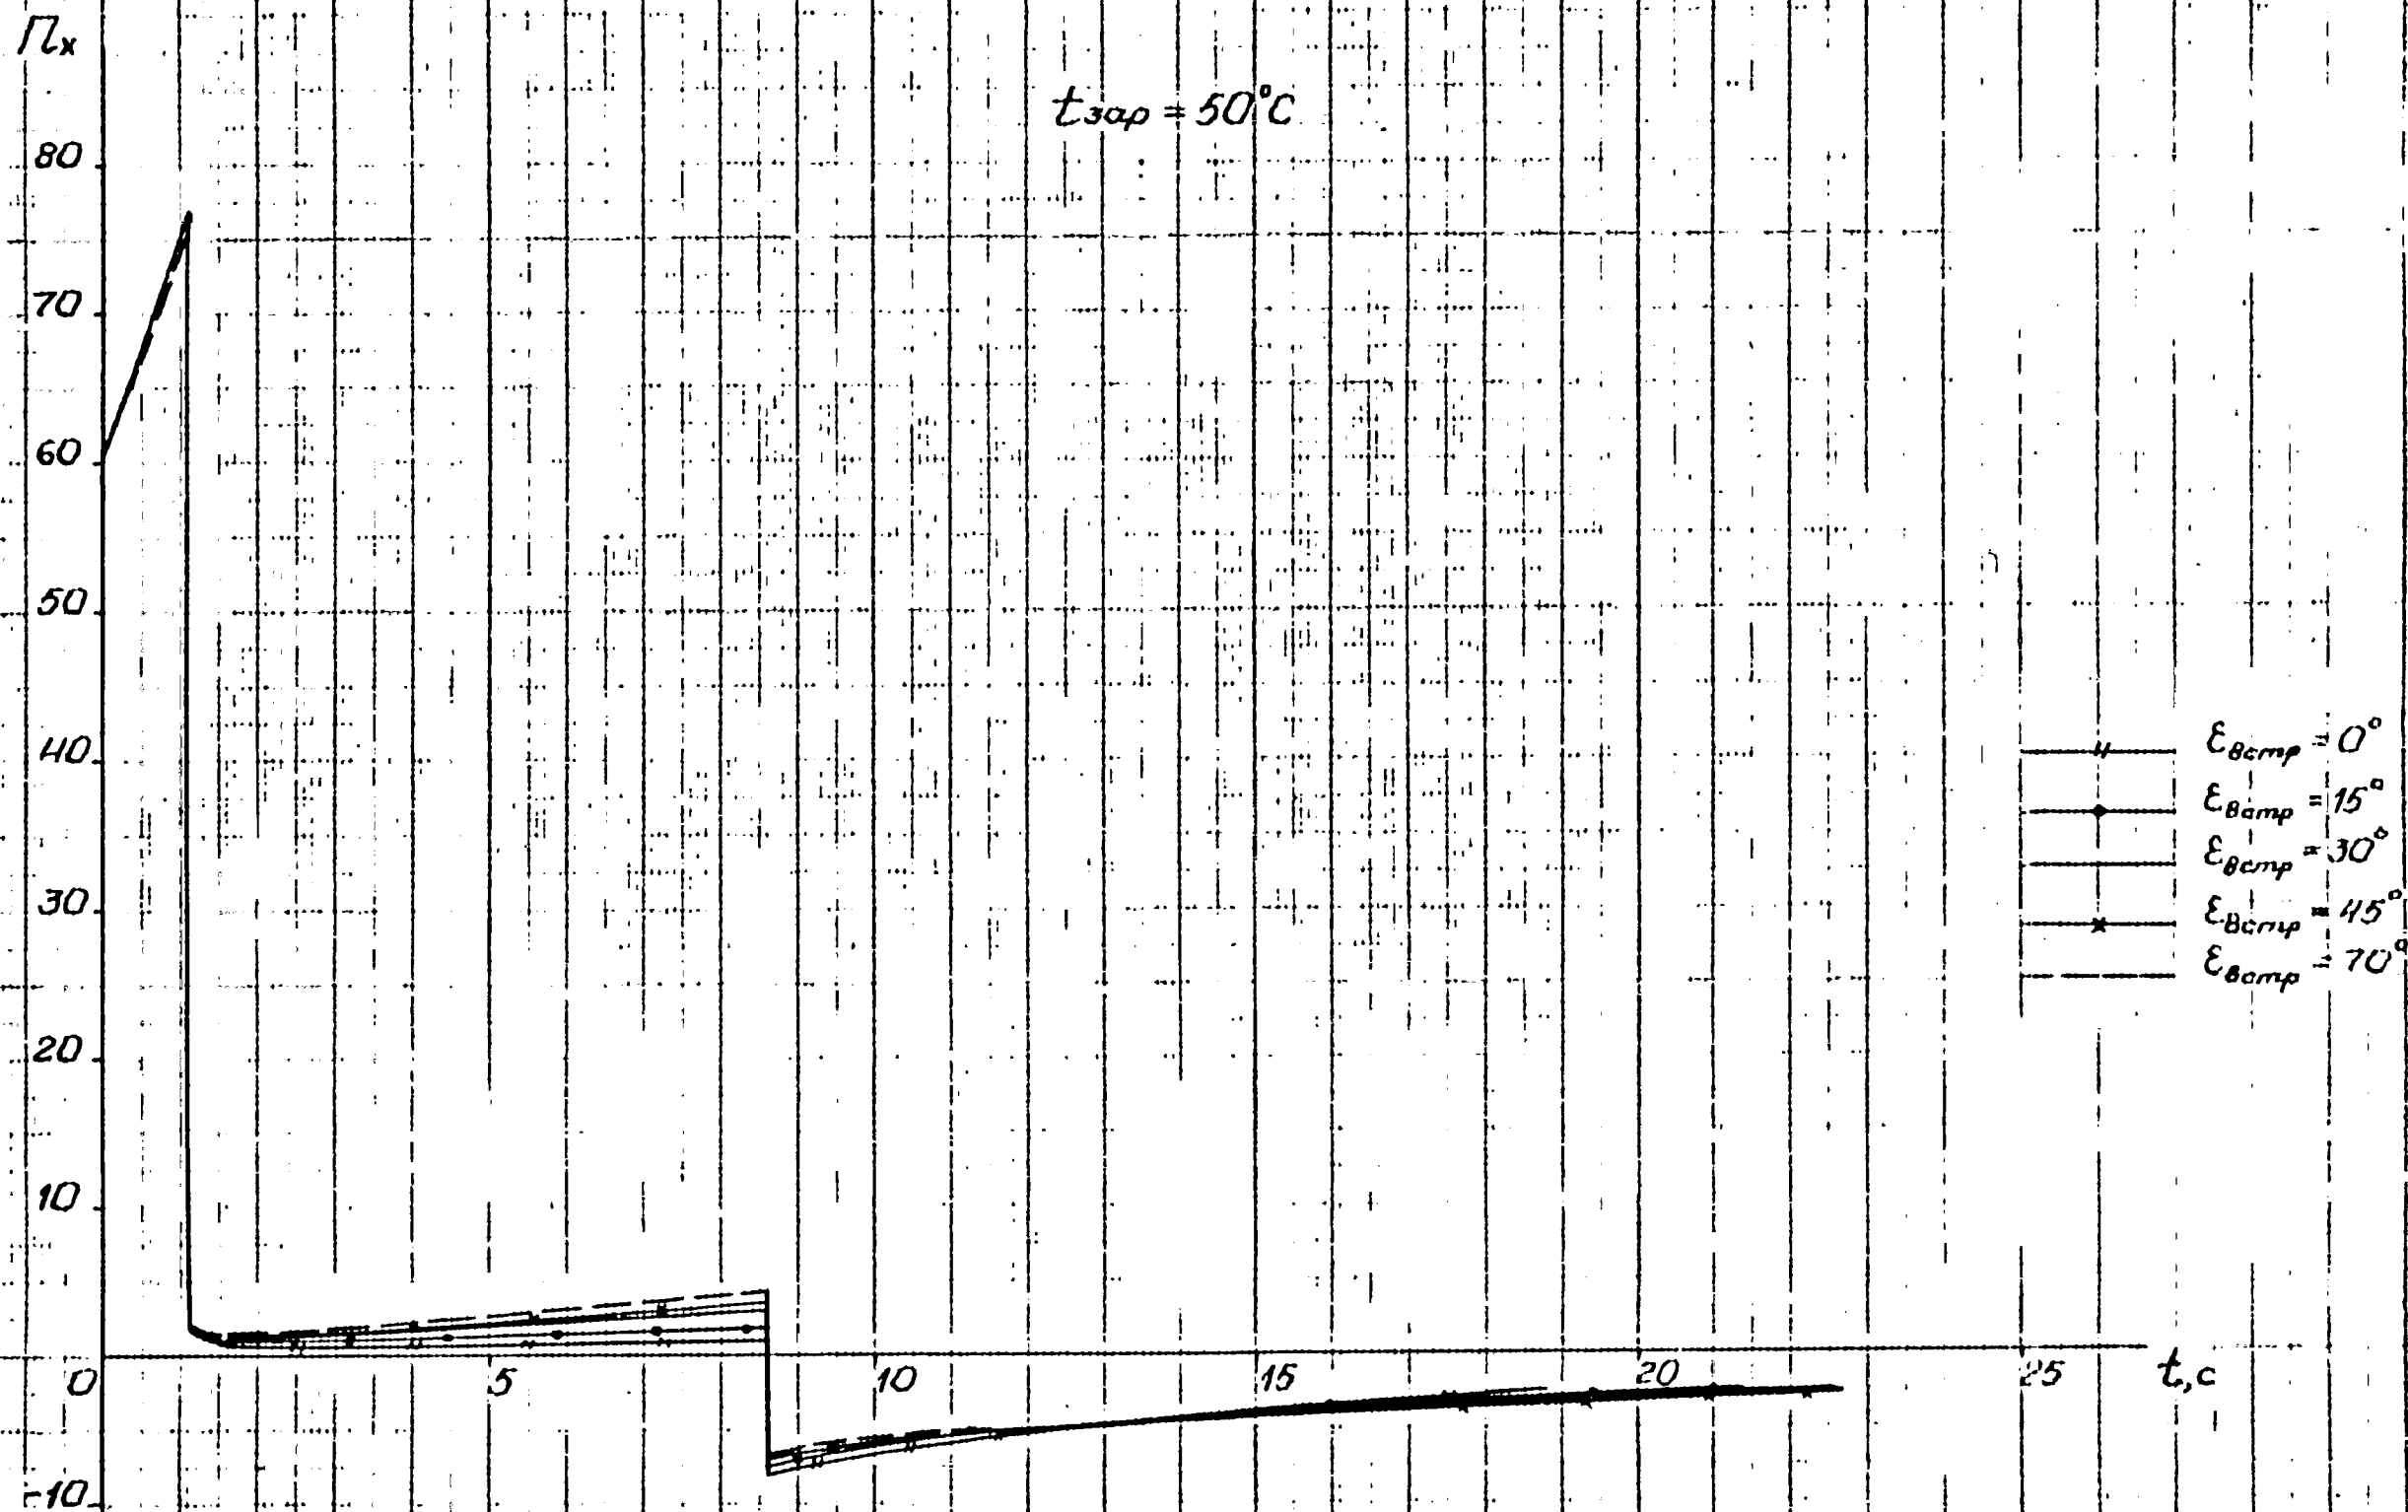 Пx
tзар = 50°C
80
70
60
50
40
30
20
10
0
-10
5
10
15
20
25
t,c
εвстр = 0°
εвстр = 15°
εвстр = 30°
εвстр = 45°
εвстр = 70°